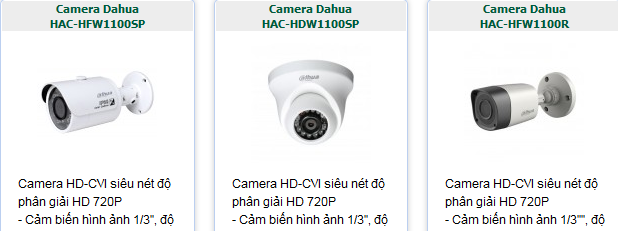 Camera Dahua
HAC-HFW1100SP
Camera HD-CVI siêu nét độ
phân giải HD 720P
- Cảm biến hình ảnh 1/3", độ
Camera Dahua
HAC-HDW1100SP
alhua
Camera HD-CVI siêu nét độ
phân giải HD 720P
- Cảm biến hình ảnh 1/3", độ
Camera Dahua
HAC-HFW1100R
Camera HD-CVI siêu nét độ
phân giải HD 720P
- Cảm biến hình ảnh 1/3"", độ